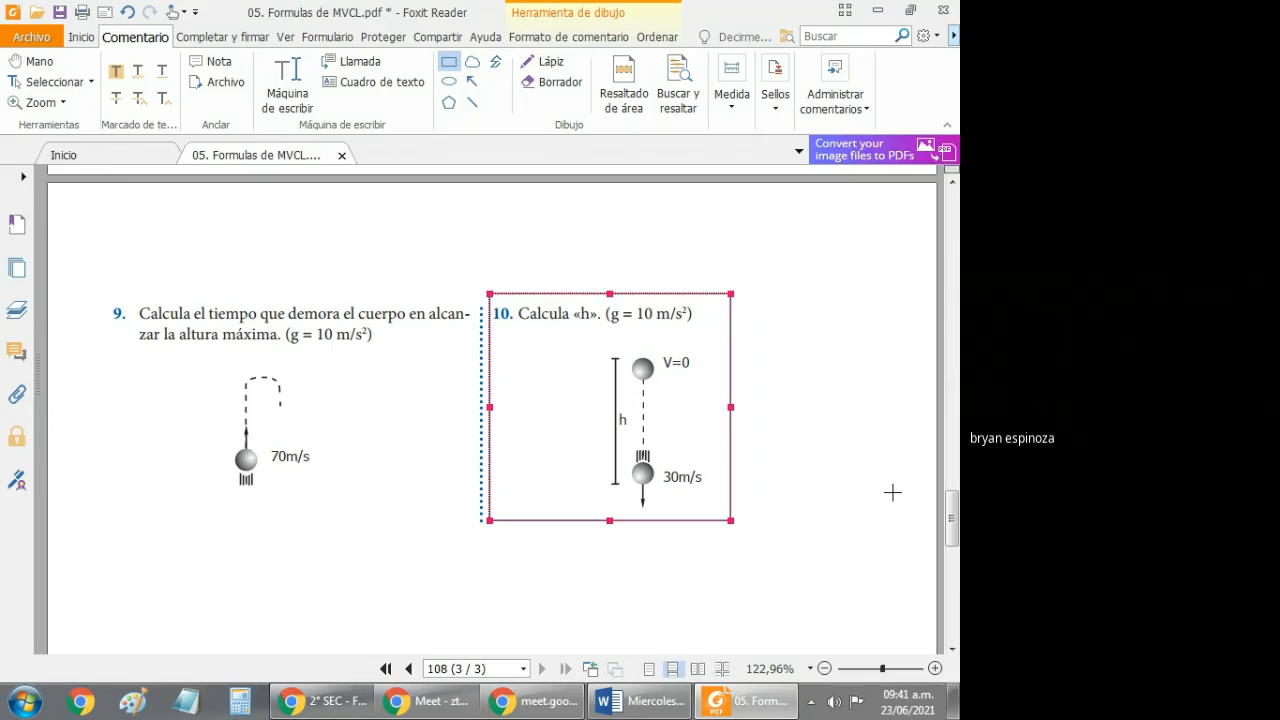 05. Formulas de MVCL.pdf * - Foxit Reader
Herramienta de dibujo
Archivo
Inicio
Comentario
Completar y firmar
Ver
Formulario
Proteger
Compartir
Ayuda
Formato de comentario
Ordenar
Decirme...
Buscar
Mano
Seleccionar
Zoom
Herramientas
T
T
T
T
T
T
Marcado de te...
Nota
Archivo
Anclar
Máquina
de escribir
Llamada
Cuadro de texto
Máquina de escribir
Lápiz
Borrador
Dibujo
Resaltado
de área
Buscar y
resaltar
Medida
Sellos
Administrar
comentarios
Inicio
05. Formulas de MVCL....
Convert your
image files to PDFs
PDF
9. Calcula el tiempo que demora el cuerpo en alcan-
zar la altura máxima. (g = 10 m/s²)
70m/s
10. Calcula «h». (g = 10 m/s²)
V=0
h
30m/s
bryan espinoza
108 (3 / 3)
122,96%
2° SEC - F...
Meet - zt...
meet.goo...
Miercoles...
05. Form...
PDF
09:41 a.m.
23/06/2021